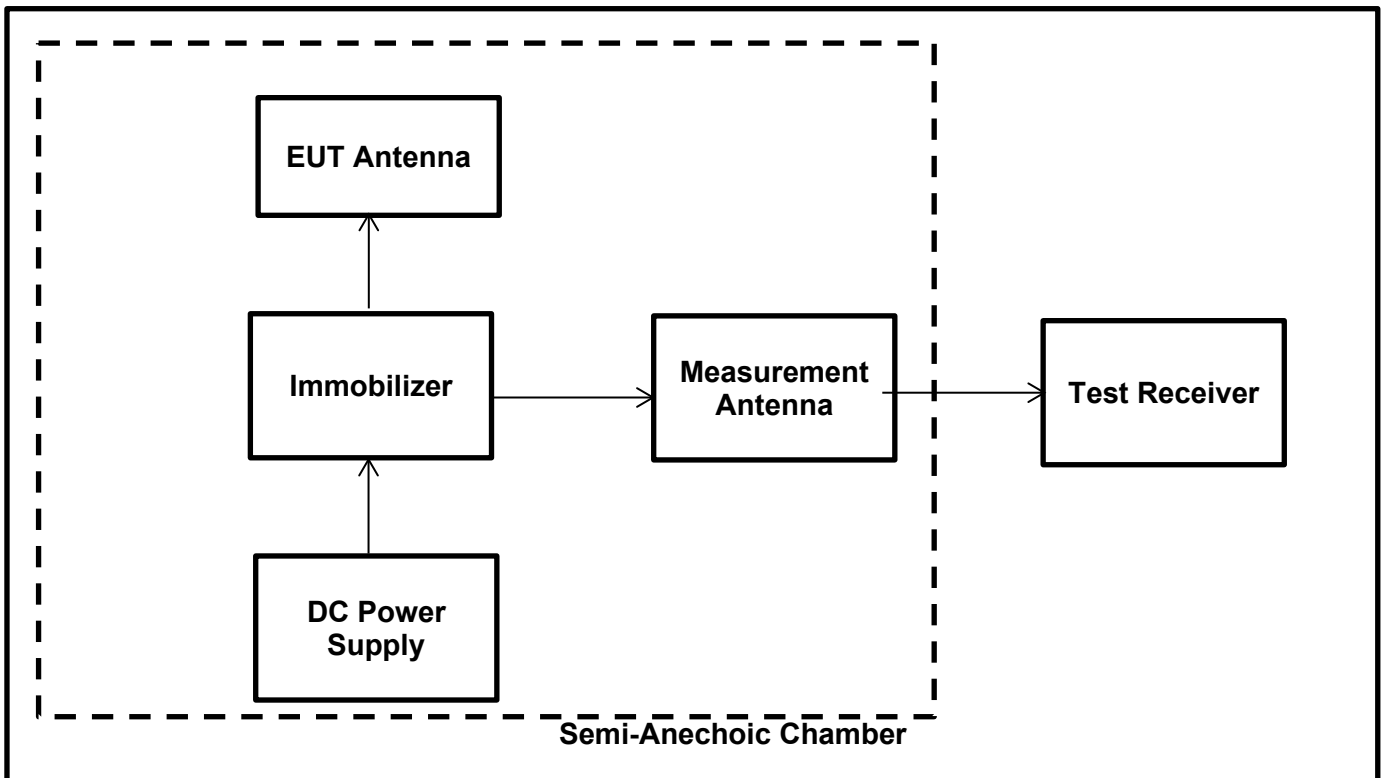 EUT Antenna
Immobilizer
Measurement
Antenna
Test Receiver
DC Power
Supply
Semi-Anechoic Chamber